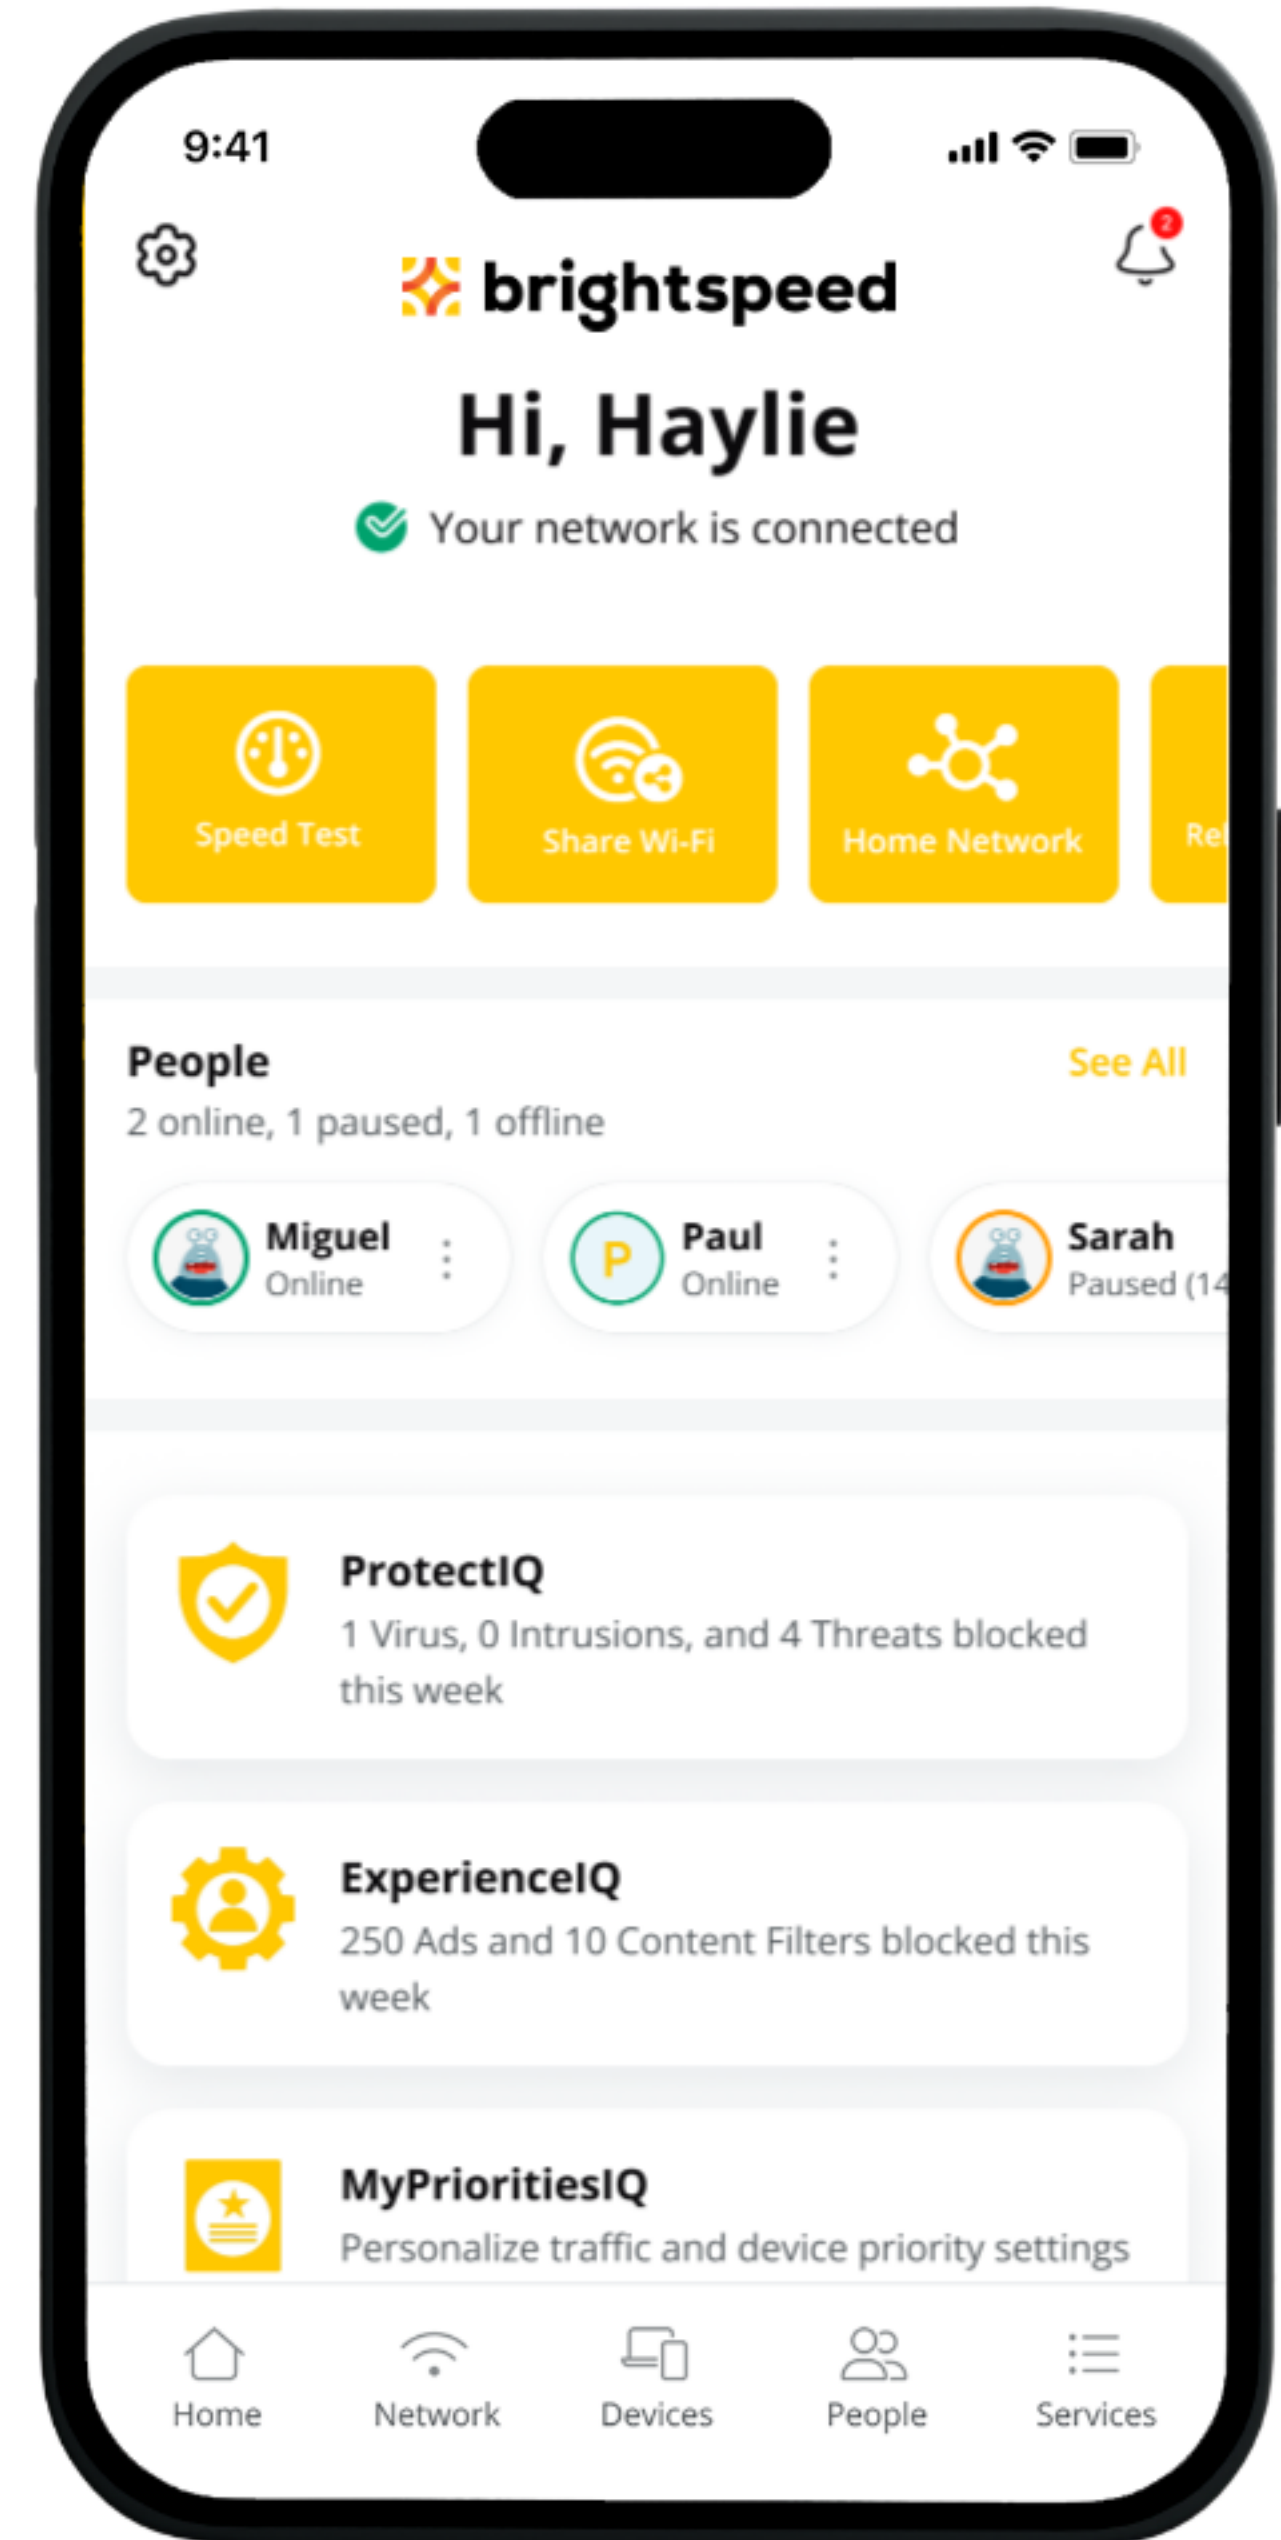 9:41
2
brightspeed
Hi, Haylie
Your network is connected
Speed Test
Share Wi-Fi
Home Network
People
See All
2 online, 1 paused, 1 offline
Miguel
Online
P
Paul
Online
Sarah
Paused (14
ProtectIQ
1 Virus, 0 Intrusions, and 4 Threats blocked
this week
ExperienceIQ
250 Ads and 10 Content Filters blocked this
week
MyPrioritiesIQ
Personalize traffic and device priority settings
Home
Network
Devices
People
Services